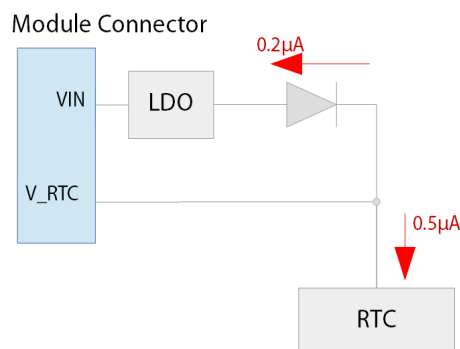 Module Connector
0.2µA
VIN
LDO
V_RTC
0.5µA
RTC